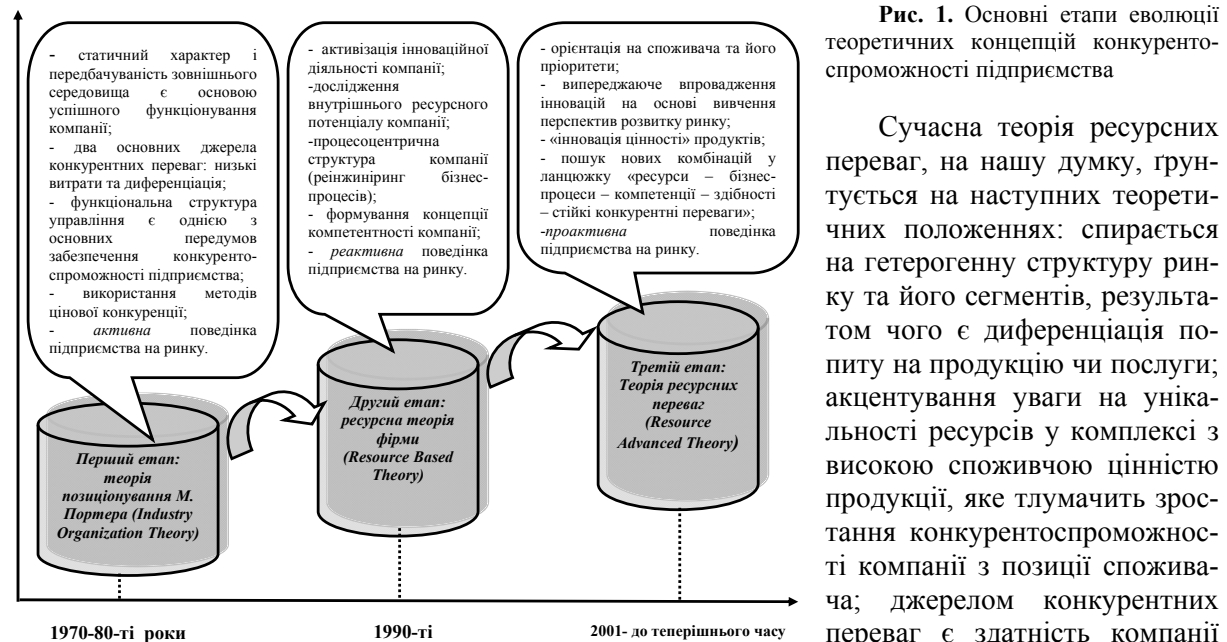 - статичний характер і
передбачуваність зовнішнього
середовища є основою
успішного функціонування
компанії;
- два основних джерела
конкурентних переваг: низькі
витрати та диференціація;
- функціональна структура
управління є однією з
основних передумов
забезпечення конкуренто-
спроможності підприємства;
- використання методів
цінової конкуренції;
- активна поведінка
підприємства на ринку.
- активізація інноваційної
діяльності компанії;
-дослідження
внутрішнього ресурсного
потенціалу компанії;
-процесоцентрична
структура компанії
(реінжиніринг бізнес-
процесів);
- формування концепції
компетентності компанії;
- реактивна поведінка
підприємства на ринку.
- орієнтація на споживача та його
пріоритети;
- випереджаюче впровадження
інновацій на основі вивчення
перспектив розвитку ринку;
- «інновація цінності» продуктів;
- пошук нових комбінацій у
ланцюжку «ресурси – бізнес-
процеси – компетенції – здібності
– стійкі конкурентні переваги»;
-проактивна поведінка
підприємства на ринку.
Перший етап:
теорія
позиціонування М.
Портера (Industry
Organization Theory)
Другий етап:
ресурсна теорія
фірми
(Resource Based
Theory)
Третій етап:
Теорія ресурсних
переваг
(Resource
Advanced Theory)
1970-80-ті роки
1990-ті
2001- до теперішнього часу
Рис. 1. Основні етапи еволюції
теоретичних концепцій конкуренто-
спроможності підприємства
Сучасна теорія ресурсних
переваг, на нашу думку, ґрун-
тується на наступних теорети-
чних положеннях: спирається
на гетерогенну структуру рин-
ку та його сегментів, результа-
том чого є диференціація по-
питу на продукцію чи послуги;
акцентування уваги на уніка-
льності ресурсів у комплексі з
високою споживчою цінністю
продукції, яке тлумачить зрос-
тання конкурентоспроможнос-
ті компанії з позиції спожива-
ча; джерелом конкурентних
переваг є здатність компанії